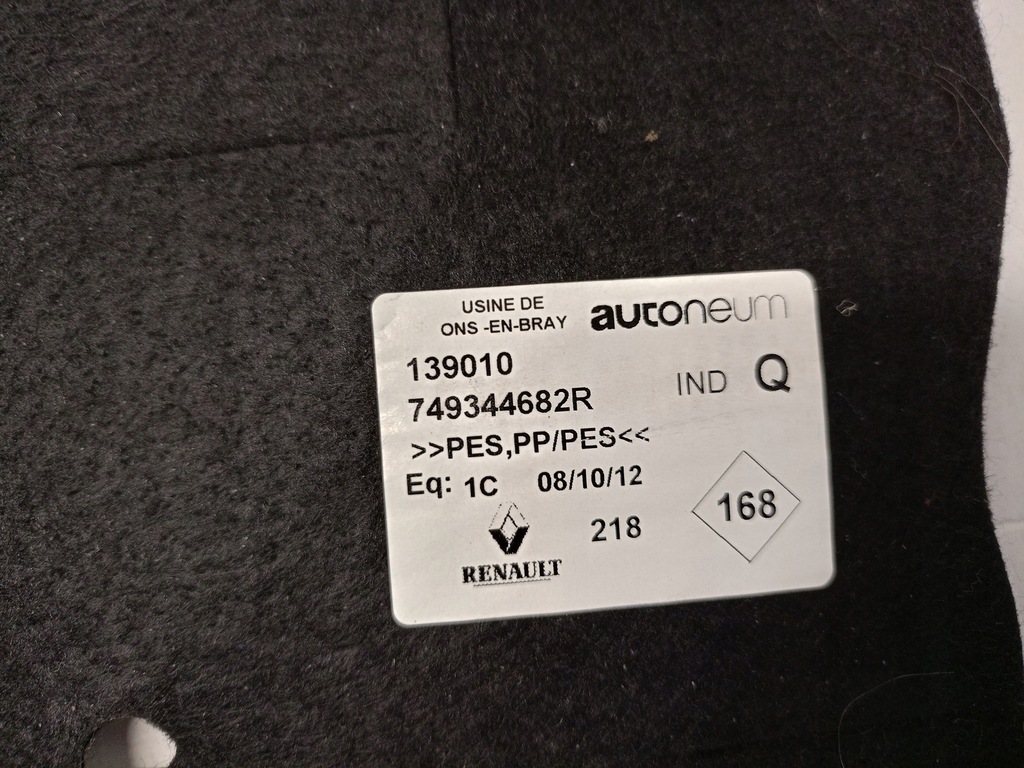 USINE DE
ONS -EN-BRAY
autoneum
139010
IND Q
749344682R
>>PES,PP/PES<<
Eq: 1C 08/10/12
218
168
RENAULT